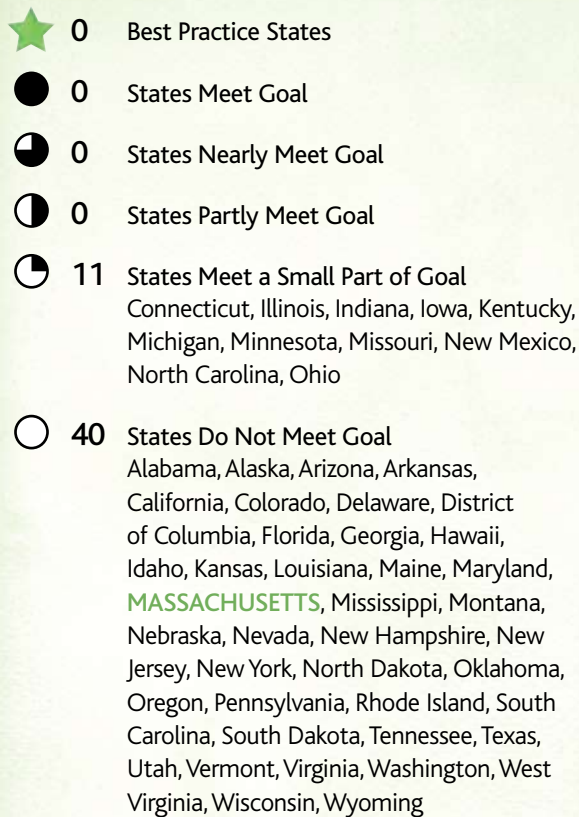 0 Best Practice States
0 States Meet Goal
0 States Nearly Meet Goal
0 States Partly Meet Goal
11 States Meet a Small Part of Goal
Connecticut, Illinois, Indiana, Iowa, Kentucky,
Michigan, Minnesota, Missouri, New Mexico,
North Carolina, Ohio
40 States Do Not Meet Goal
Alabama, Alaska, Arizona, Arkansas,
California, Colorado, Delaware, District
of Columbia, Florida, Georgia, Hawaii,
Idaho, Kansas, Louisiana, Maine, Maryland,
MASSACHUSETTS, Mississippi, Montana,
Nebraska, Nevada, New Hampshire, New
Jersey, New York, North Dakota, Oklahoma,
Oregon, Pennsylvania, Rhode Island, South
Carolina, South Dakota, Tennessee, Texas,
Utah, Vermont, Virginia, Washington, West
Virginia, Wisconsin, Wyoming